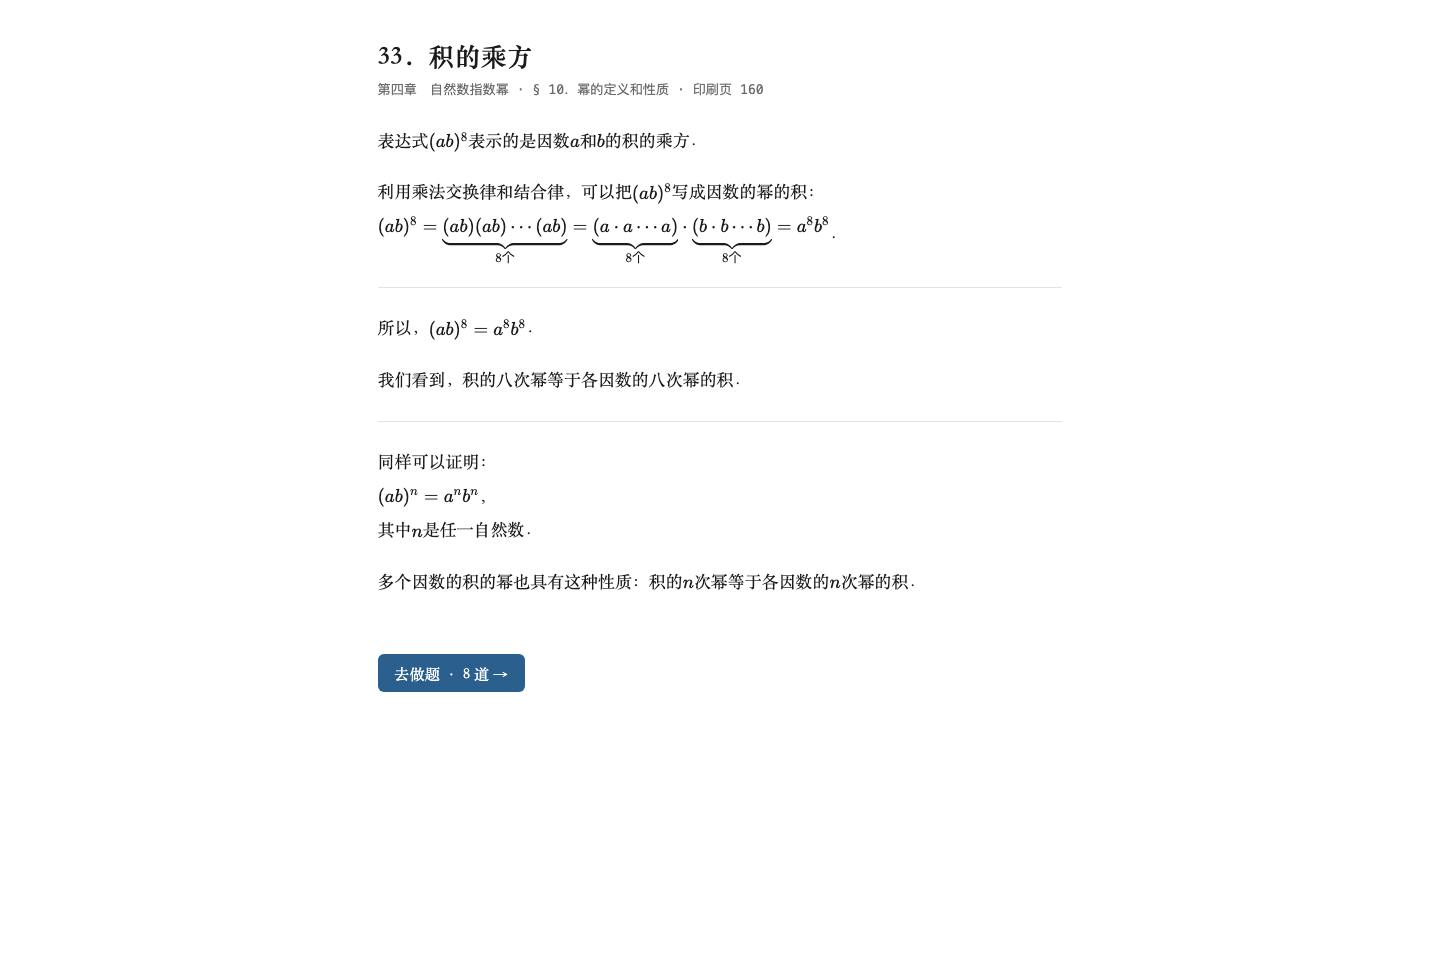 33. 积的乘方
第四章 自然数指数幂 · § 10. 幂的定义和性质 · 印刷页 160
表达式(ab)⁸表示的是因数a和b的积的乘方.
利用乘法交换律和结合律, 可以把(ab)⁸写成因数的幂的积:
(ab)⁸ = (ab)(ab)⋯(ab) = (a · a ⋯ a) · (b · b ⋯ b) = a⁸b⁸.
8个 8个 8个
所以, (ab)⁸ = a⁸b⁸.
我们看到, 积的八次幂等于各因数的八次幂的积.
同样可以证明:
(ab)ⁿ = aⁿbⁿ,
其中n是任一自然数.
多个因数的积的幂也具有这种性质: 积的n次幂等于各因数的n次幂的积.
去做题 · 8 道 →